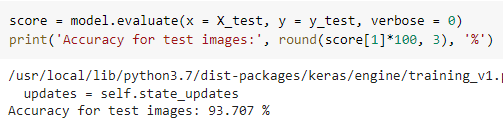 score = model.evaluate(x = X_test, y = y_test, verbose = 0)
print('Accuracy for test images:', round(score[1]*100, 3), '%')
/usr/local/lib/python3.7/dist-packages/keras/engine/training_v1.
updates = self.state_updates
Accuracy for test images: 93.707 %